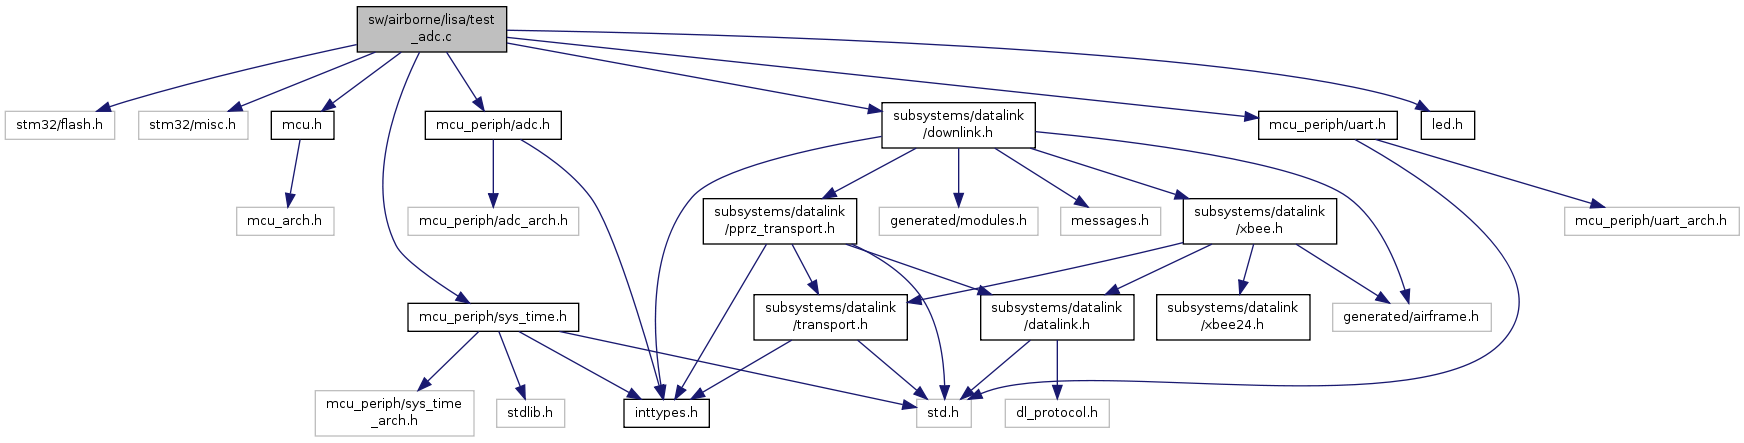 sw/airborne/lisa/test
_adc.c
stm32/flash.h
stm32/misc.h
mcu.h
mcu_periph/adc.h
subsystems/datalink
/downlink.h
mcu_periph/uart.h
led.h
mcu_arch.h
mcu_periph/adc_arch.h
subsystems/datalink
/pprz_transport.h
generated/modules.h
messages.h
subsystems/datalink
/xbee.h
mcu_periph/uart_arch.h
mcu_periph/sys_time.h
subsystems/datalink
/transport.h
subsystems/datalink
/datalink.h
subsystems/datalink
/xbee24.h
generated/airframe.h
mcu_periph/sys_time
_arch.h
stdlib.h
inttypes.h
std.h
dl_protocol.h